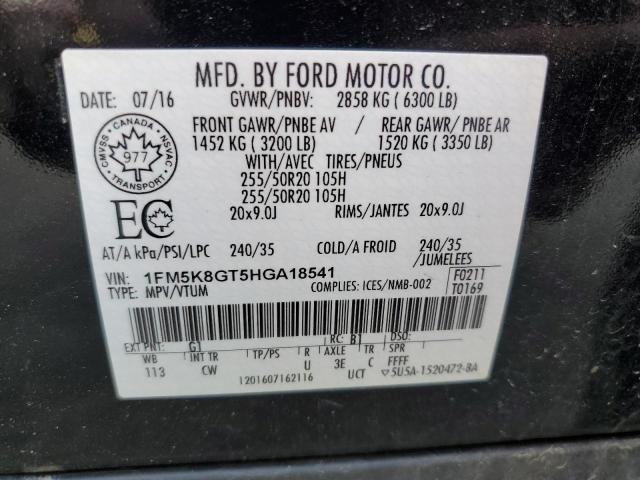 MFD. BY FORD MOTOR CO.
DATE: 07/16 GVWR/PNBV: 2858 KG ( 6300 LB)
FRONT GAWR/PNBE AV / REAR GAWR/ PNBE AR
1452 KG ( 3200 LB) 1520 KG ( 3350 LB)
WITH/AVEC TIRES/PNEUS
255/50R20 105H
255/50R20 105H
20x9.0J RIMS/JANTES 20x9.0J
CMVSS · CANADA · NSVAC
977
TRANSPORT
EC
AT/A kPa/PSI/LPC 240/35 COLD/A FROID 240/35
/JUMELEES
VIN: 1FM5K8GT5HGA18541 F0211
TYPE: MPV/VTUM COMPLIES: ICES/NMB-002 T0169
EXT PNT: G1 RC: B1 DSO:
WB INT TR TP/PS R AXLE TR SPR
113 CW U 3E C FFFF
1201607162116 UCT ▽5U5A-1520472-BA